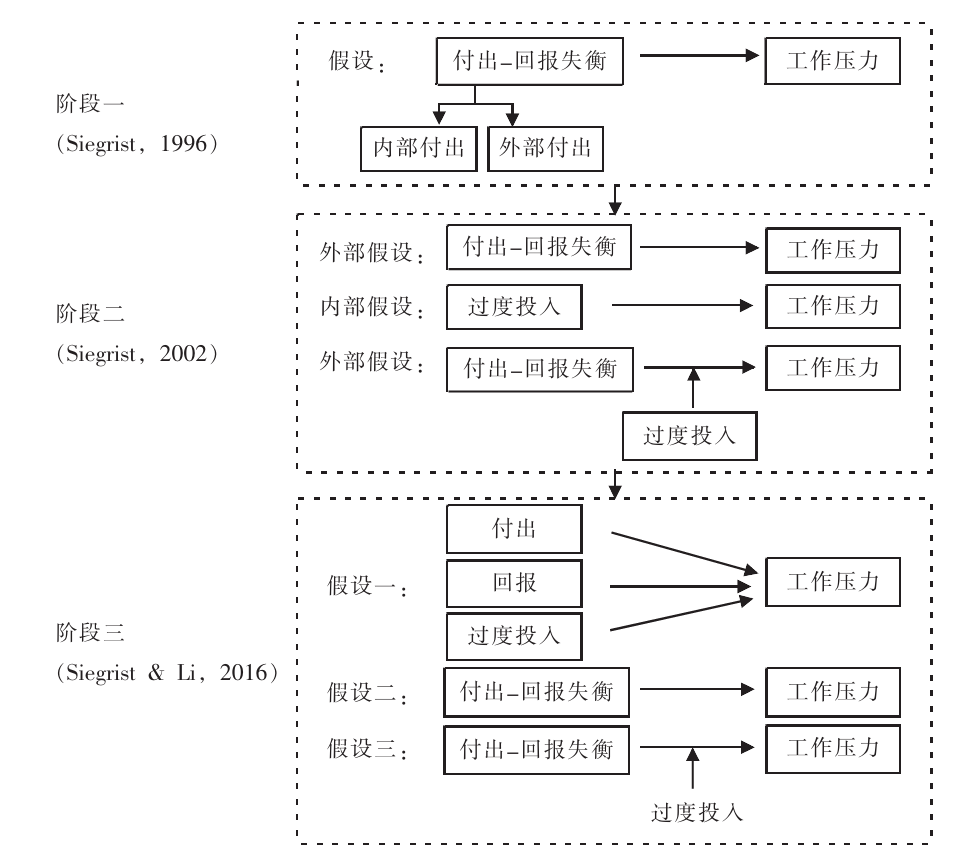 假设： 付出–回报失衡 工作压力
阶段一
(Siegrist，1996)
内部付出 外部付出
外部假设： 付出–回报失衡 工作压力
阶段二
内部假设： 过度投入 工作压力
(Siegrist，2002)
外部假设： 付出–回报失衡 工作压力
过度投入
付出
假设一： 回报 工作压力
过度投入
阶段三
(Siegrist & Li，2016)
假设二： 付出–回报失衡 工作压力
假设三： 付出–回报失衡 工作压力
过度投入